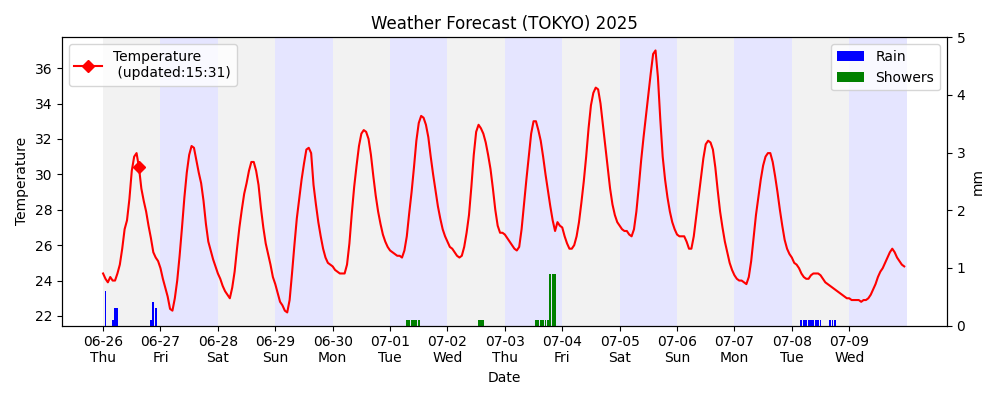 Weather Forecast (TOKYO) 2025
Temperature
(updated:15:31)
Rain
Showers
Temperature
36
34
32
30
28
26
24
22
5
4
3
2
1
0
mm
06-26 06-27 06-28 06-29 06-30 07-01 07-02 07-03 07-04 07-05 07-06 07-07 07-08 07-09
Thu Fri Sat Sun Mon Tue Wed Thu Fri Sat Sun Mon Tue Wed
Date